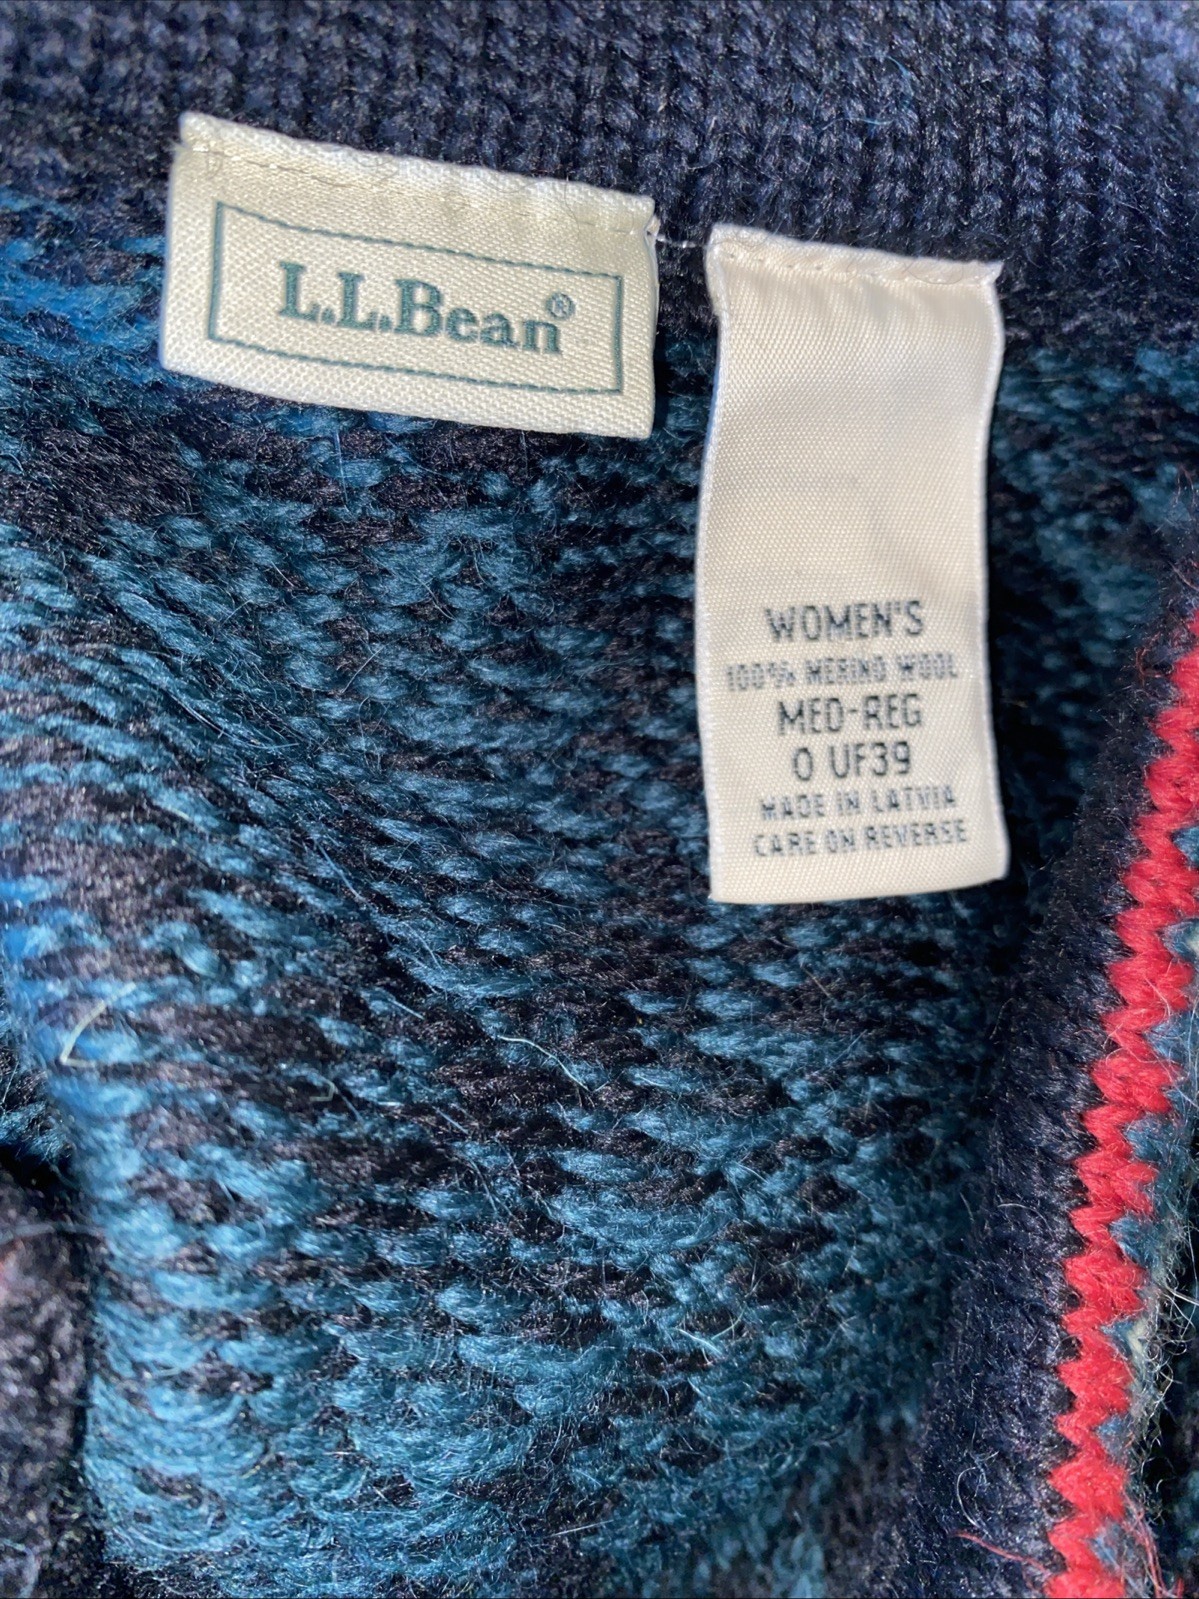 L.L.Bean®
WOMEN'S
100% MERINO WOOL
MED-REG
0 UF39
MADE IN LATVIA
CARE ON REVERSE